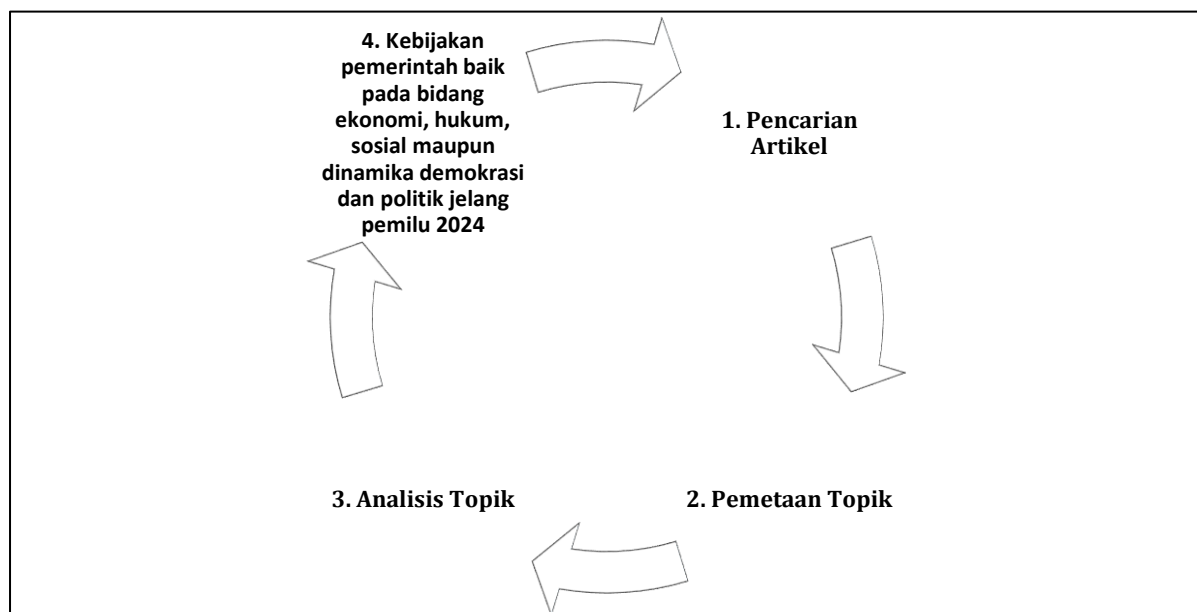 4. Kebijakan
pemerintah baik
pada bidang
ekonomi, hukum,
sosial maupun
dinamika demokrasi
dan politik jelang
pemilu 2024
1. Pencarian
Artikel
2. Pemetaan Topik
3. Analisis Topik